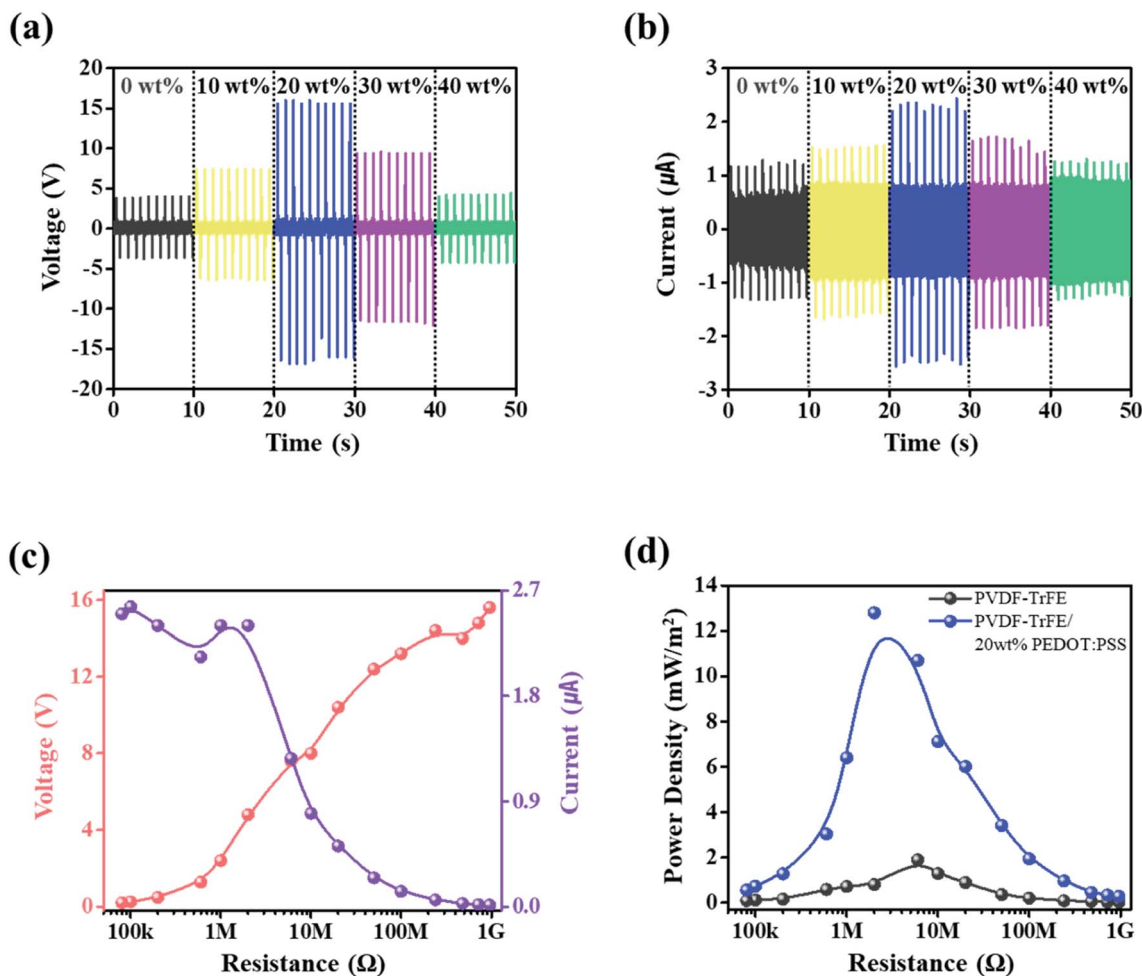 (a)
20
15
10
5
0
-5
-10
-15
-20
Voltage (V)
0 wt% 10 wt% 20 wt% 30 wt% 40 wt%
0 10 20 30 40 50
Time (s)
(b)
3
2
1
0
-1
-2
-3
Current (㎂)
0 wt% 10 wt% 20 wt% 30 wt% 40 wt%
0 10 20 30 40 50
Time (s)
(c)
16
12
8
4
0
Voltage (V)
2.7
1.8
0.9
0.0
Current (㎂)
100k 1M 10M 100M 1G
Resistance (Ω)
(d)
14
12
10
8
6
4
2
0
Power Density (mW/m²)
PVDF-TrFE
PVDF-TrFE/
20wt% PEDOT:PSS
100k 1M 10M 100M 1G
Resistance (Ω)